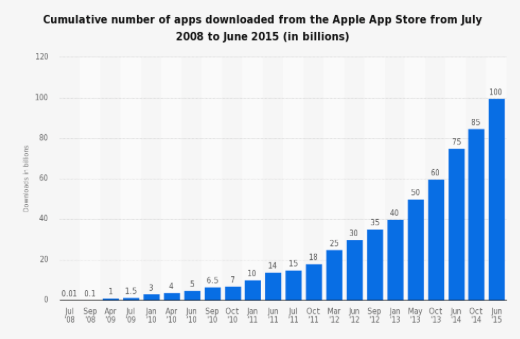 Cumulative number of apps downloaded from the Apple App Store from July
2008 to June 2015 (in billions)
120
100
80
60
40
20
0
Downloads in billions
0.01 0.1 1 1.5 3 4 5 6.5 7 10 14 15 18 25 30 35 40 50 60 75 85 100
Jul Sep Apr Jul Jan Apr Jun Sep Oct Jan Jun Jul Oct Mar Jun Sep Jan May Oct Jun Oct Jun
'08 '08 '09 '09 '10 '10 '10 '10 '10 '11 '11 '11 '11 '12 '12 '12 '13 '13 '13 '14 '14 '15